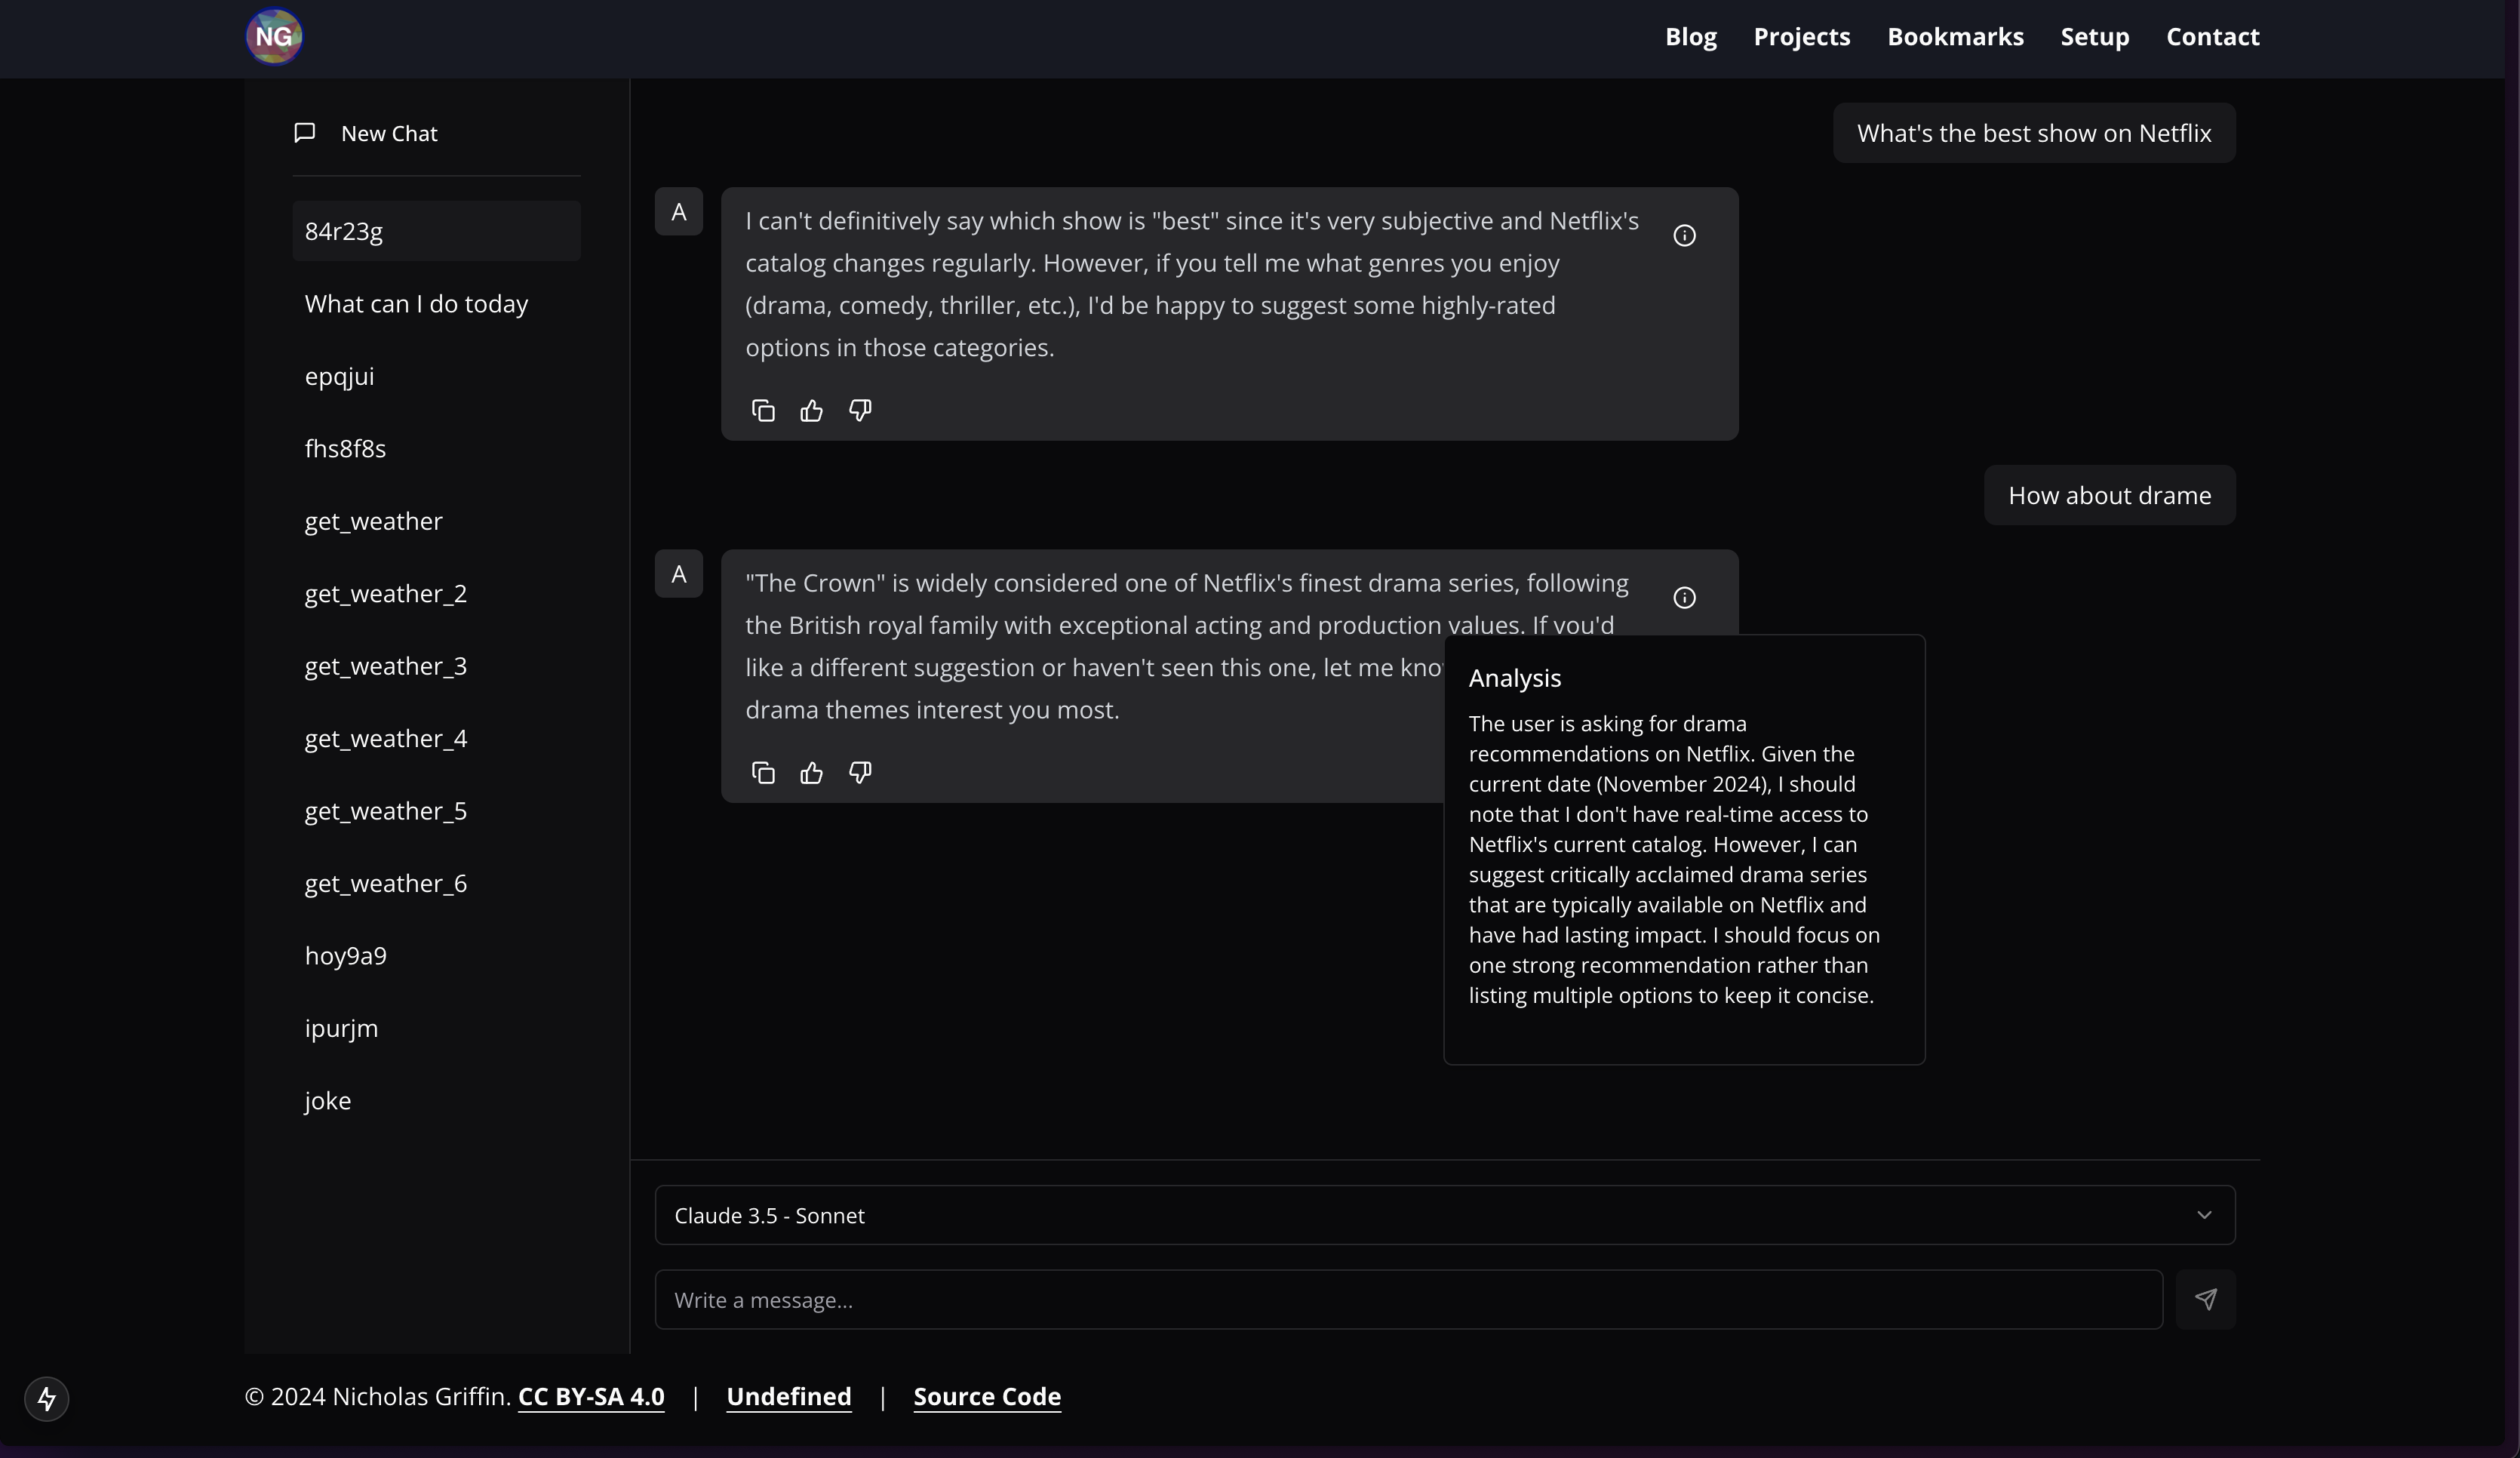 NG
Blog Projects Bookmarks Setup Contact
New Chat
84r23g
What can I do today
epqjui
fhs8f8s
get_weather
get_weather_2
get_weather_3
get_weather_4
get_weather_5
get_weather_6
hoy9a9
ipurjm
joke
What's the best show on Netflix
A
I can't definitively say which show is "best" since it's very subjective and Netflix's
catalog changes regularly. However, if you tell me what genres you enjoy
(drama, comedy, thriller, etc.), I'd be happy to suggest some highly-rated
options in those categories.
How about drame
A
"The Crown" is widely considered one of Netflix's finest drama series, following
the British royal family with exceptional acting and production values. If you'd
like a different suggestion or haven't seen this one, let me
drama themes interest you most.
Analysis
The user is asking for drama
recommendations on Netflix. Given the
current date (November 2024), I should
note that I don't have real-time access to
Netflix's current catalog. However, I can
suggest critically acclaimed drama series
that are typically available on Netflix and
have had lasting impact. I should focus on
one strong recommendation rather than
listing multiple options to keep it concise.
Claude 3.5 - Sonnet
Write a message...
© 2024 Nicholas Griffin. CC BY-SA 4.0 | Undefined | Source Code